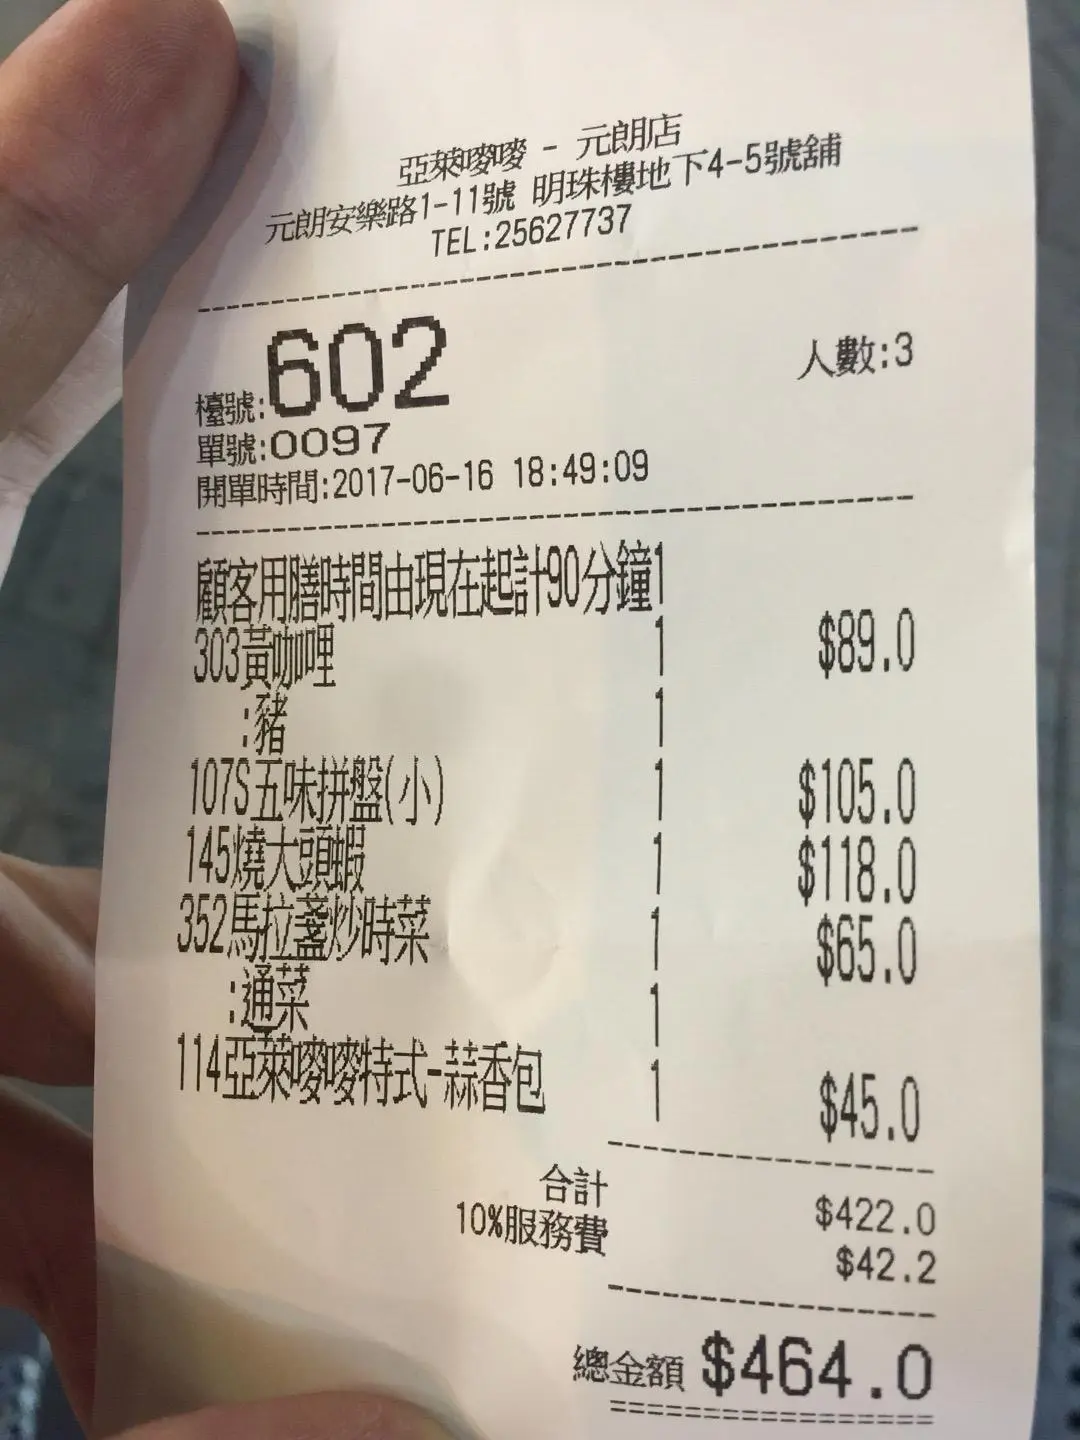 亞萊嘜嘜 - 元朗店
元朗安樂路1-11號 明珠樓地下4-5號舖
TEL:25627737
檯號:602 人數:3
單號:0097
開單時間:2017-06-16 18:49:09
顧客用膳時間由現在起計90分鐘1
303黃咖哩 1 $89.0
:豬 1
107S五味拼盤(小) 1 $105.0
145燒大頭蝦 1 $118.0
352馬拉盞炒時菜 1 $65.0
:通菜 1
114亞萊嘜嘜特式-蒜香包 1 $45.0
合計 $422.0
10%服務費 $42.2
總金額 $464.0